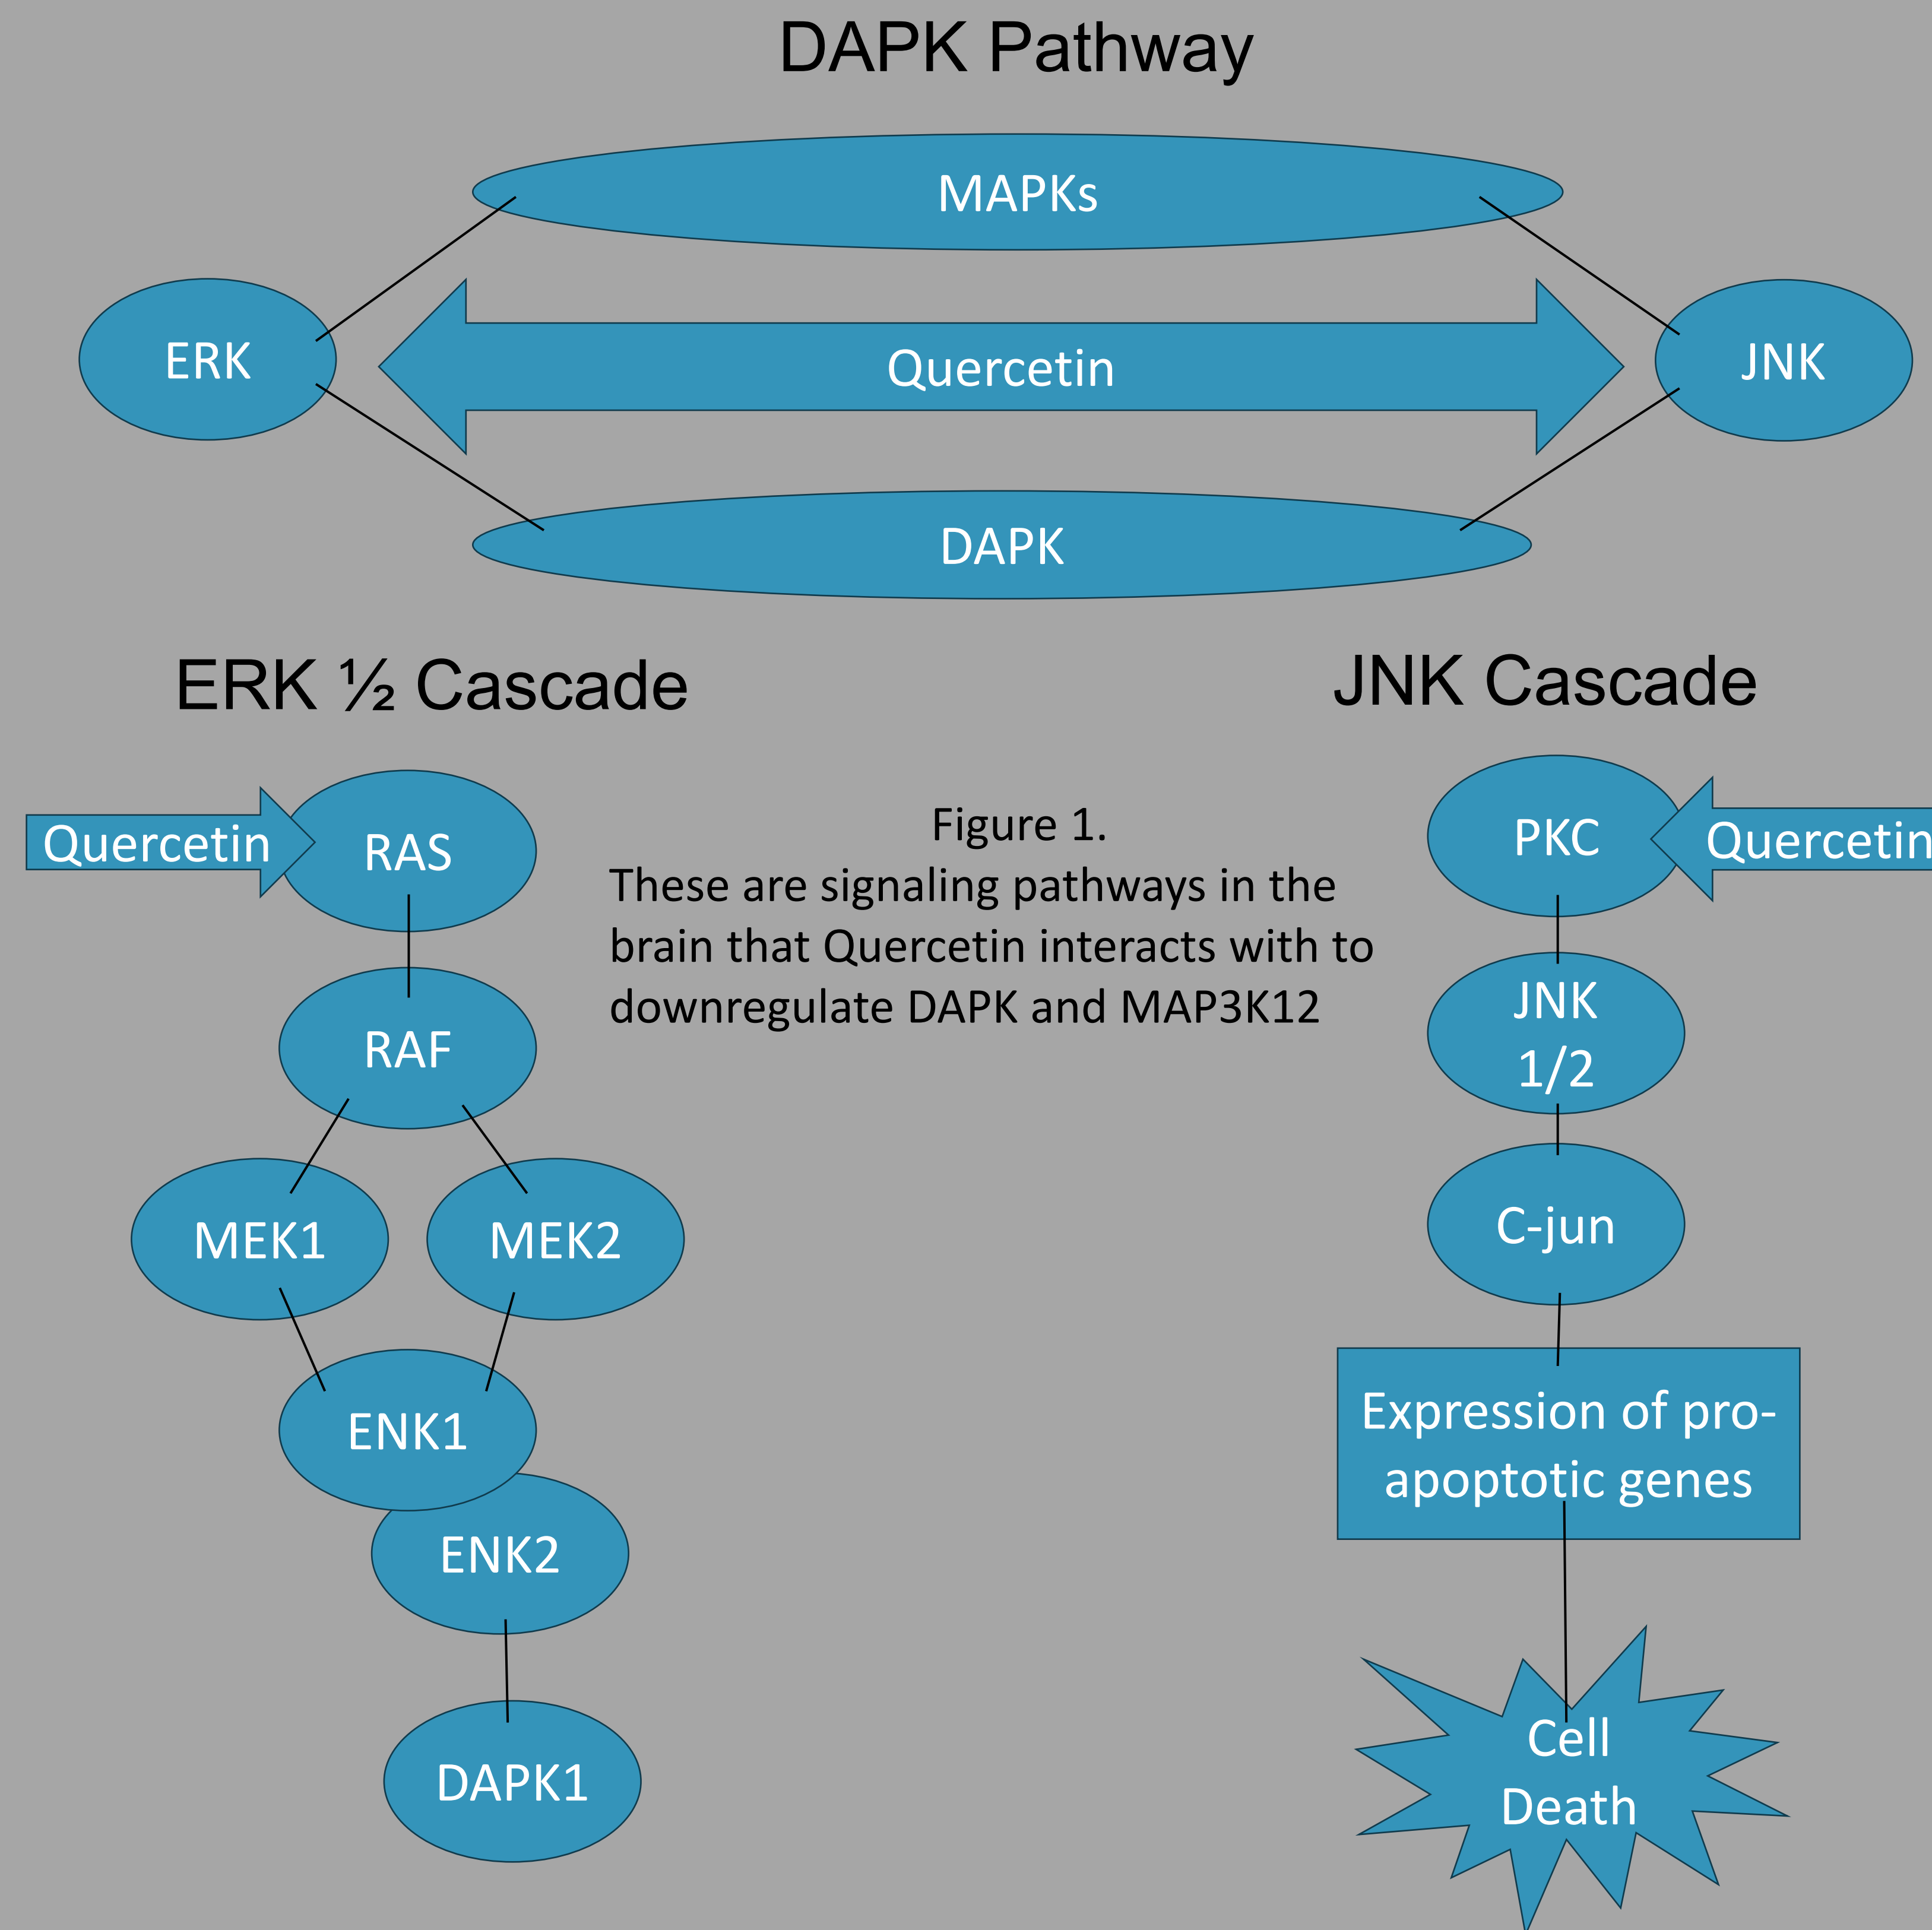 DAPK Pathway
MAPKs
ERK
Quercetin
JNK
DAPK
ERK ½ Cascade
JNK Cascade
Quercetin
RAS
RAF
MEK1
MEK2
ENK1
ENK2
DAPK1
Figure 1.
These are signaling pathways in the
brain that Quercetin interacts with to
downregulate DAPK and MAP3K12
PKC
Quercetin
JNK
1/2
C-jun
Expression of pro-
apoptotic genes
Cell
Death